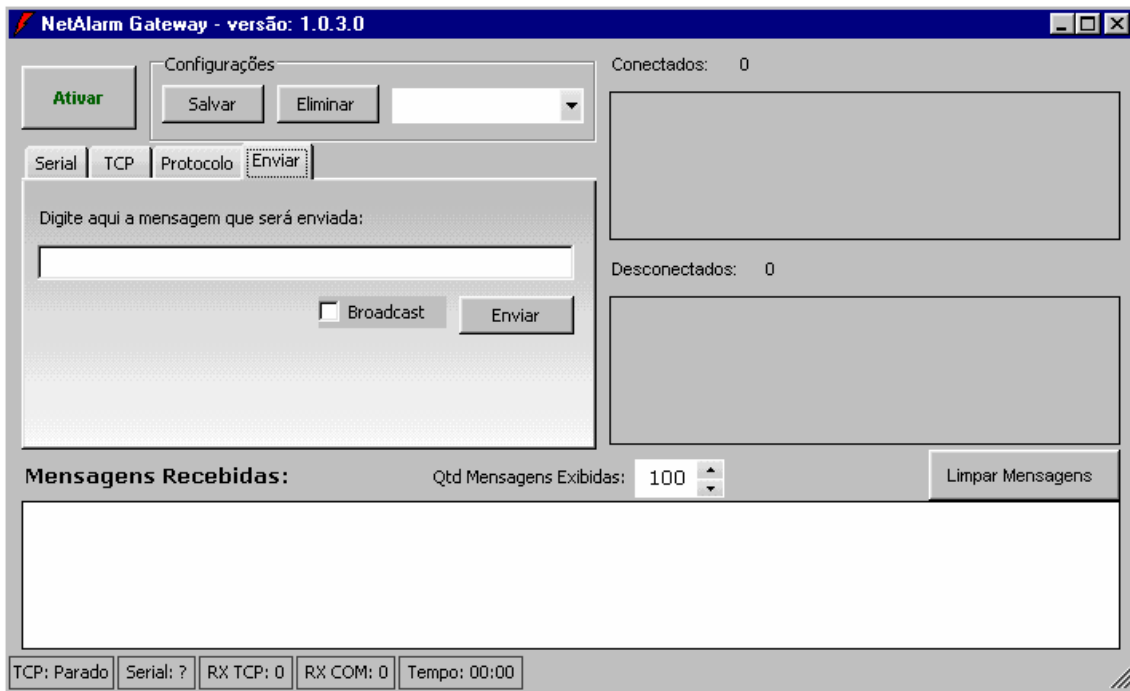 NetAlarm Gateway - versão: 1.0.3.0
Ativar
Configurações
Salvar
Eliminar
Serial
TCP
Protocolo
Enviar
Digite aqui a mensagem que será enviada:
Broadcast
Enviar
Conectados: 0
Desconectados: 0
Mensagens Recebidas:
Qtd Mensagens Exibidas: 100
Limpar Mensagens
TCP: Parado
Serial: ?
RX TCP: 0
RX COM: 0
Tempo: 00:00